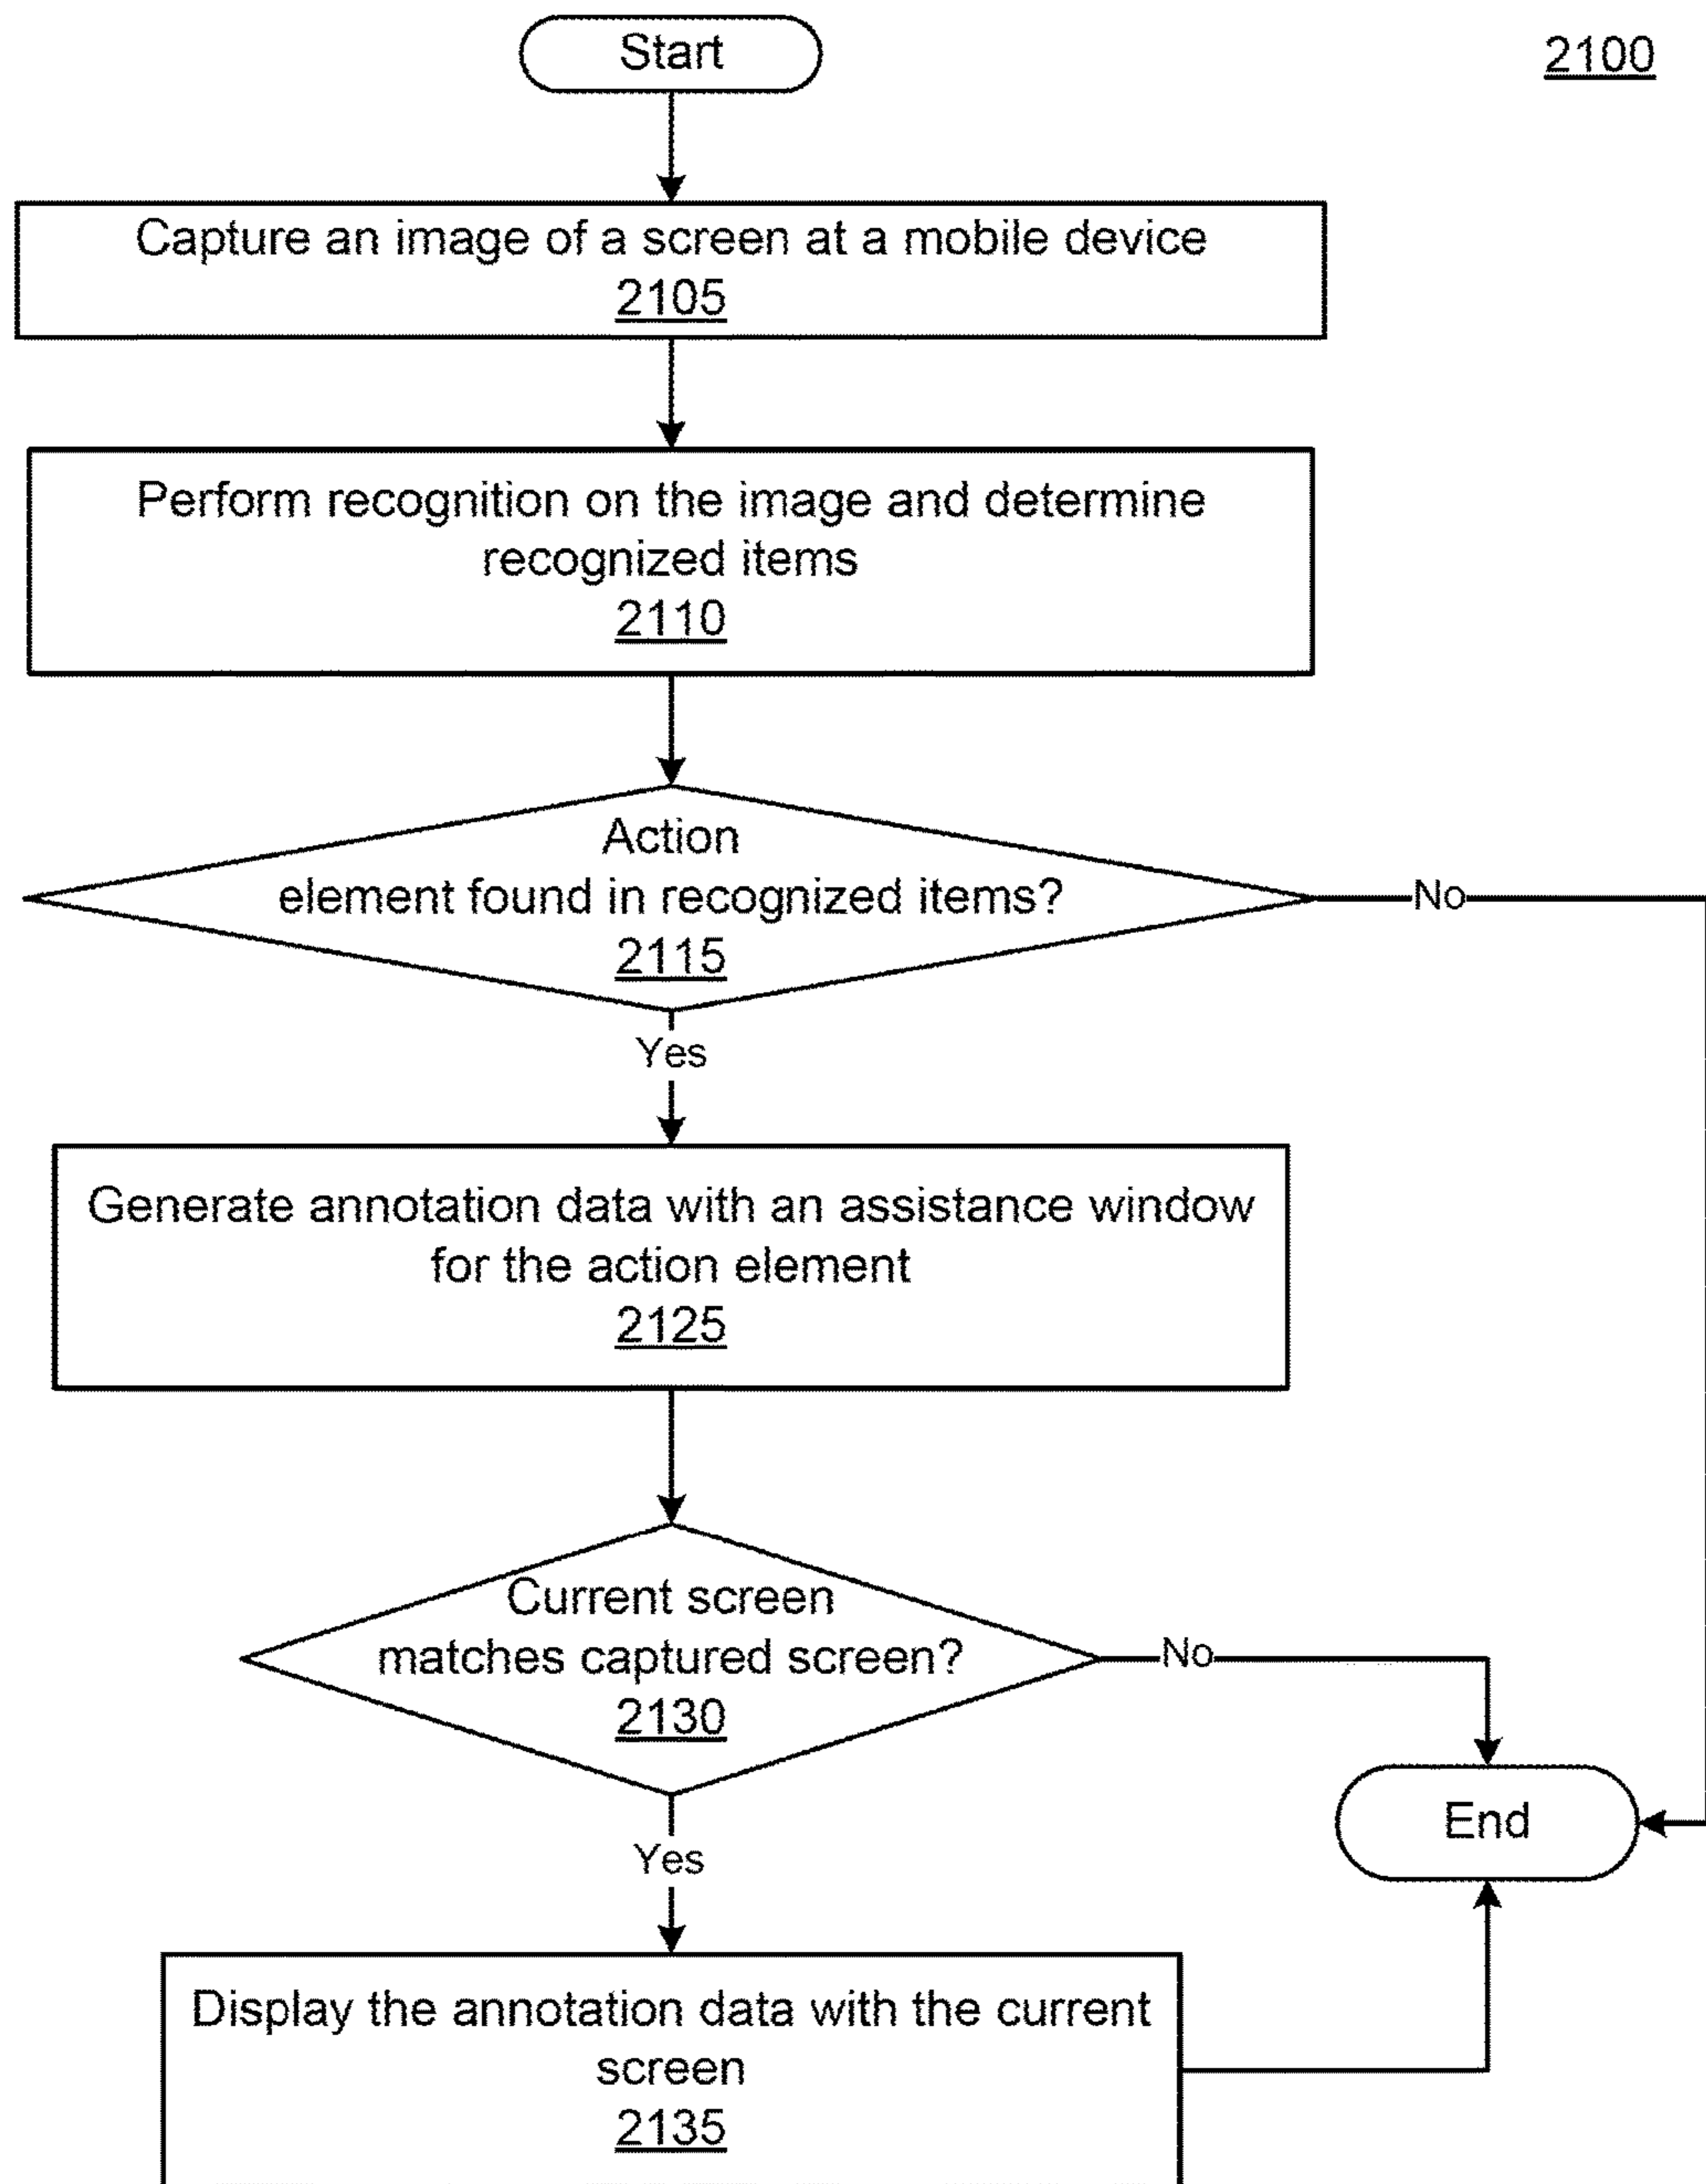 Start
2100
Capture an image of a screen at a mobile device
2105
Perform recognition on the image and determine
recognized items
2110
Action
element found in recognized items?
2115
No
Yes
Generate annotation data with an assistance window
for the action element
2125
Current screen
matches captured screen?
2130
No
End
Yes
Display the annotation data with the current
screen
2135